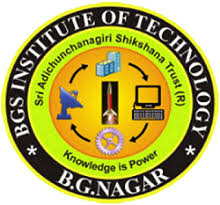 BGS INSTITUTE OF TECHNOLOGY
Sri Adichunchanagiri Shikshana Trust (R)
Knowledge is Power
* B.G.NAGAR *